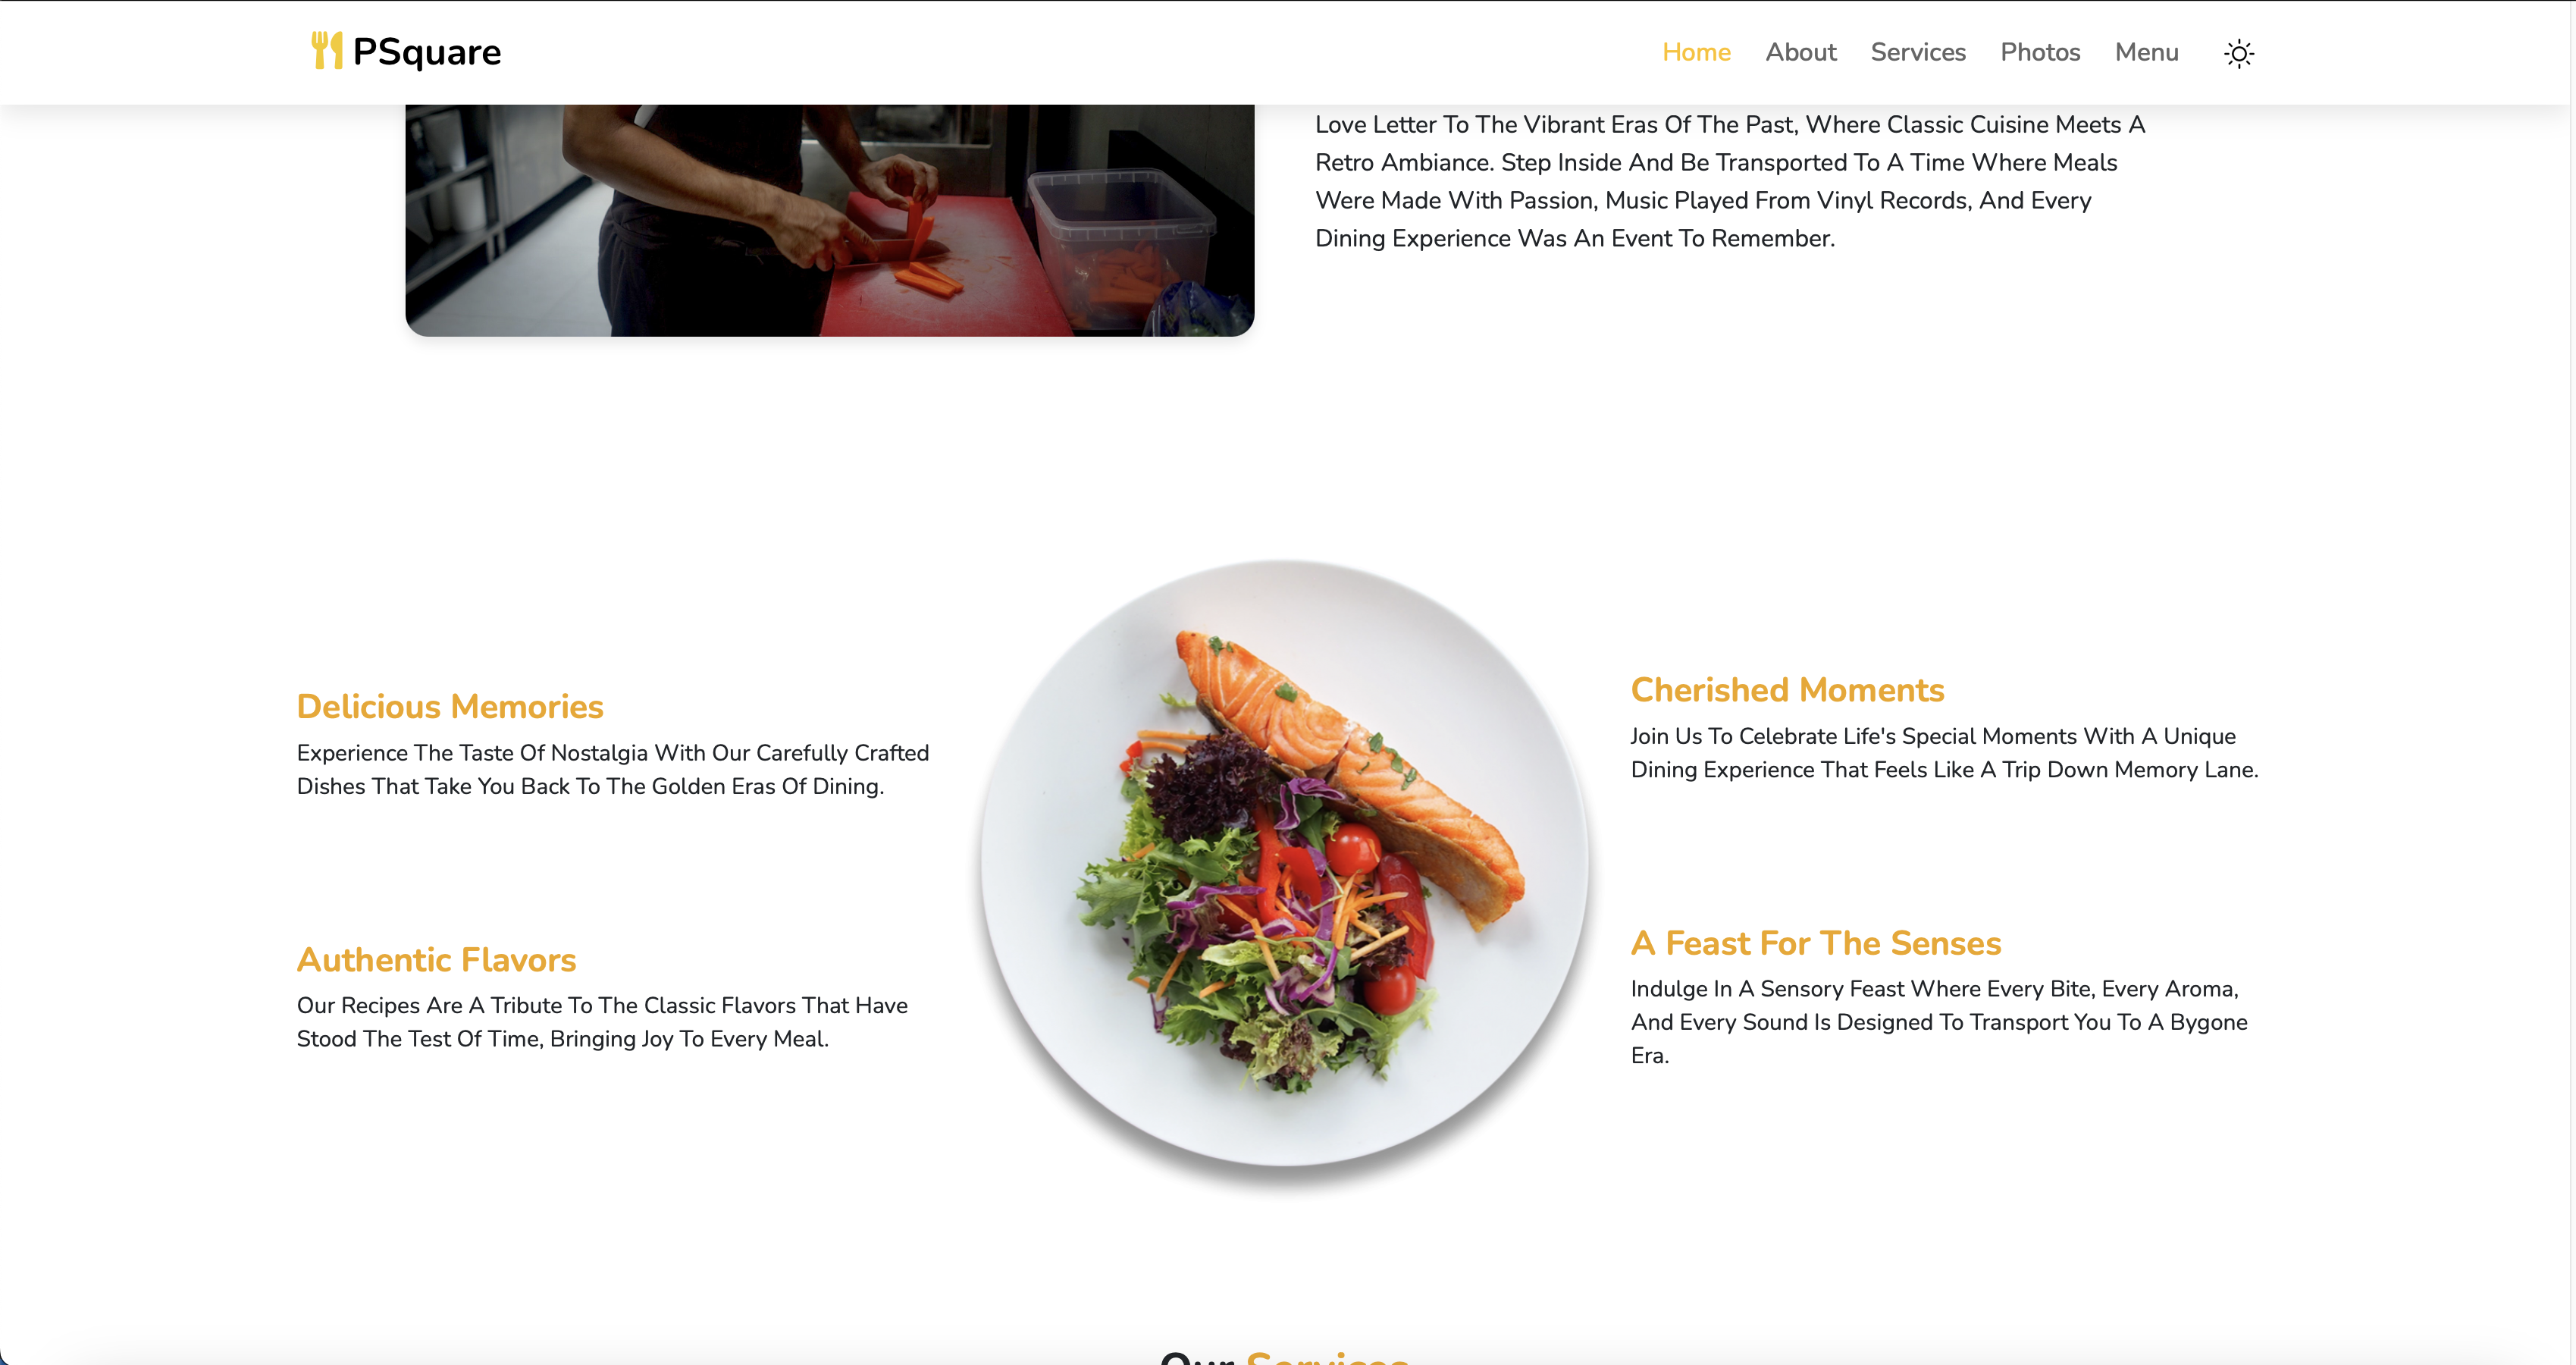 PSquare
Home About Services Photos Menu
Love Letter To The Vibrant Eras Of The Past, Where Classic Cuisine Meets A
Retro Ambiance. Step Inside And Be Transported To A Time Where Meals
Were Made With Passion, Music Played From Vinyl Records, And Every
Dining Experience Was An Event To Remember.
Delicious Memories
Experience The Taste Of Nostalgia With Our Carefully Crafted
Dishes That Take You Back To The Golden Eras Of Dining.
Authentic Flavors
Our Recipes Are A Tribute To The Classic Flavors That Have
Stood The Test Of Time, Bringing Joy To Every Meal.
Cherished Moments
Join Us To Celebrate Life's Special Moments With A Unique
Dining Experience That Feels Like A Trip Down Memory Lane.
A Feast For The Senses
Indulge In A Sensory Feast Where Every Bite, Every Aroma,
And Every Sound Is Designed To Transport You To A Bygone
Era.
Our Services